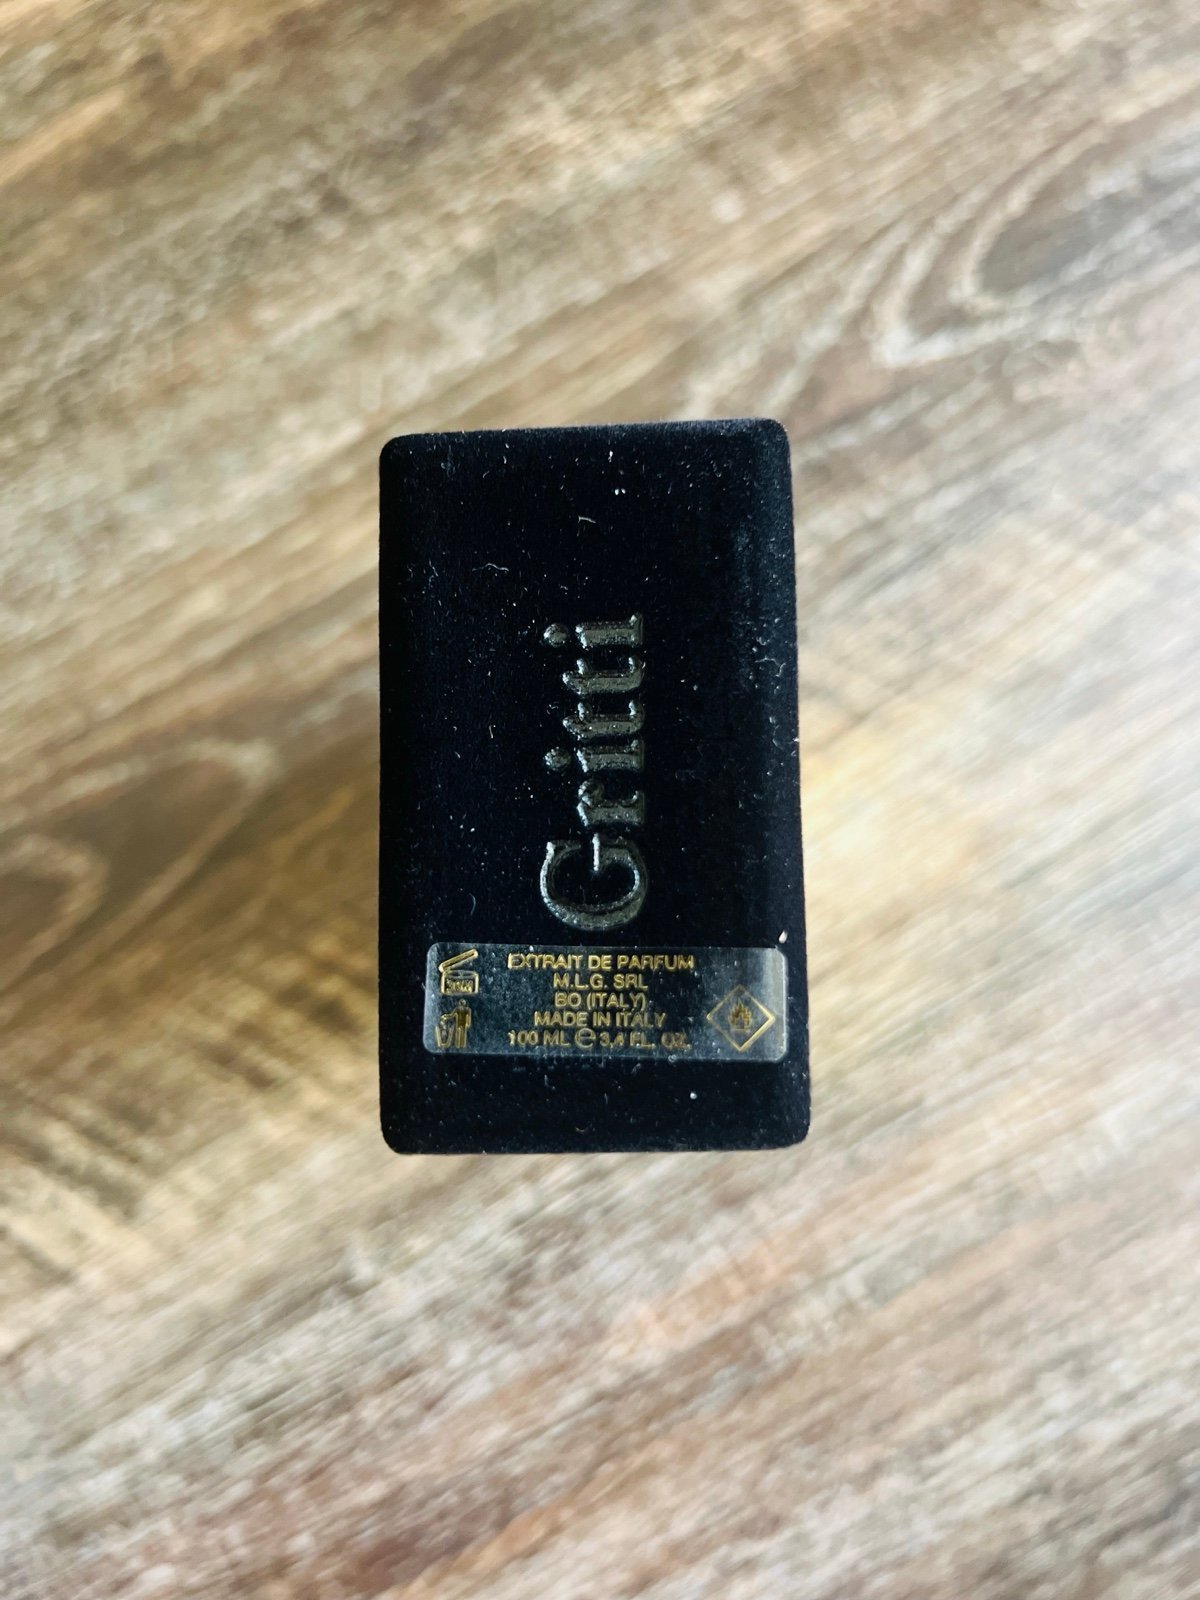 Gritti
EXTRAIT DE PARFUM
M.L.G. SRL
BO (ITALY)
MADE IN ITALY
100 ML ℮ 3,4 FL. OZ.